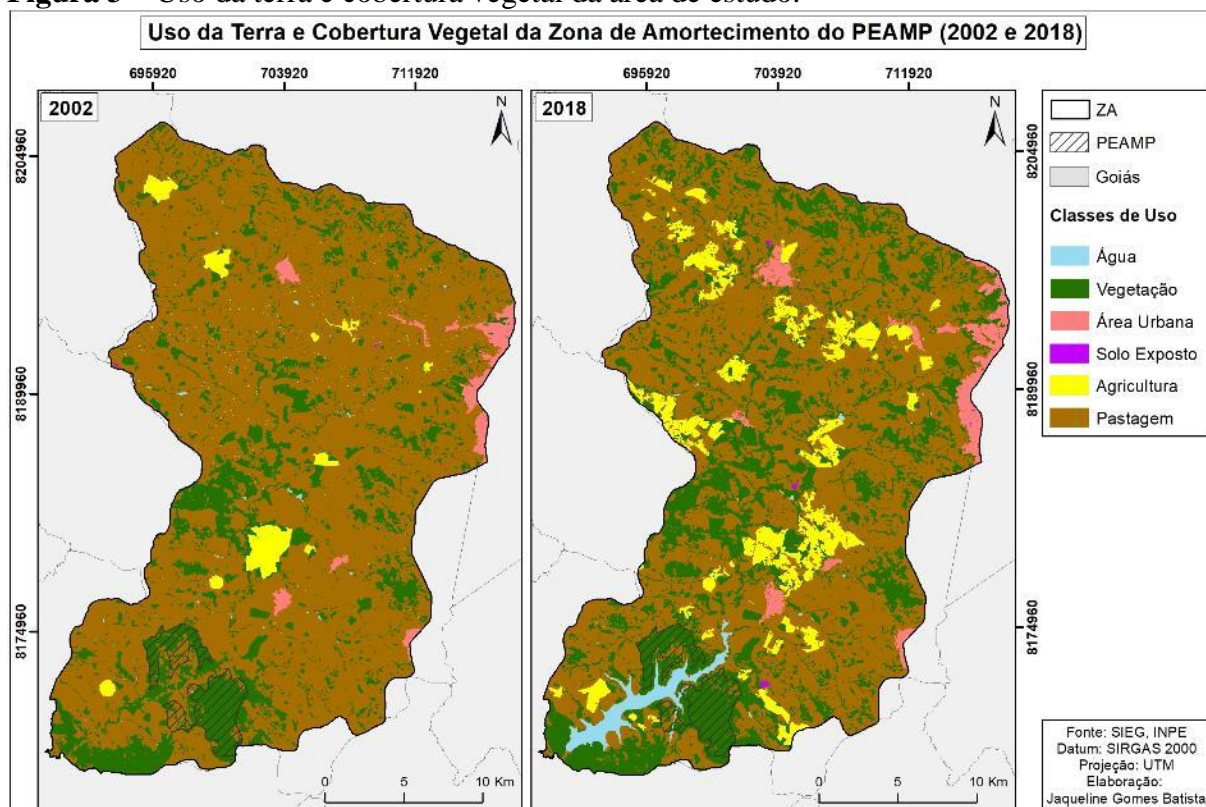 Figura 3 – Uso da terra e cobertura vegetal da área de estudo.
Uso da Terra e Cobertura Vegetal da Zona de Amortecimento do PEAMP (2002 e 2018)
695920 703920 711920
695920 703920 711920
2002
N
2018
N
8204960
8189960
8174960
8204960
8189960
8174960
0 5 10 Km
0 5 10 Km
ZA
PEAMP
Goiás
Classes de Uso
Água
Vegetação
Área Urbana
Solo Exposto
Agricultura
Pastagem
Fonte: SIEG, INPE
Datum: SIRGAS 2000
Projeção: UTM
Elaboração:
Jaqueline Gomes Batista